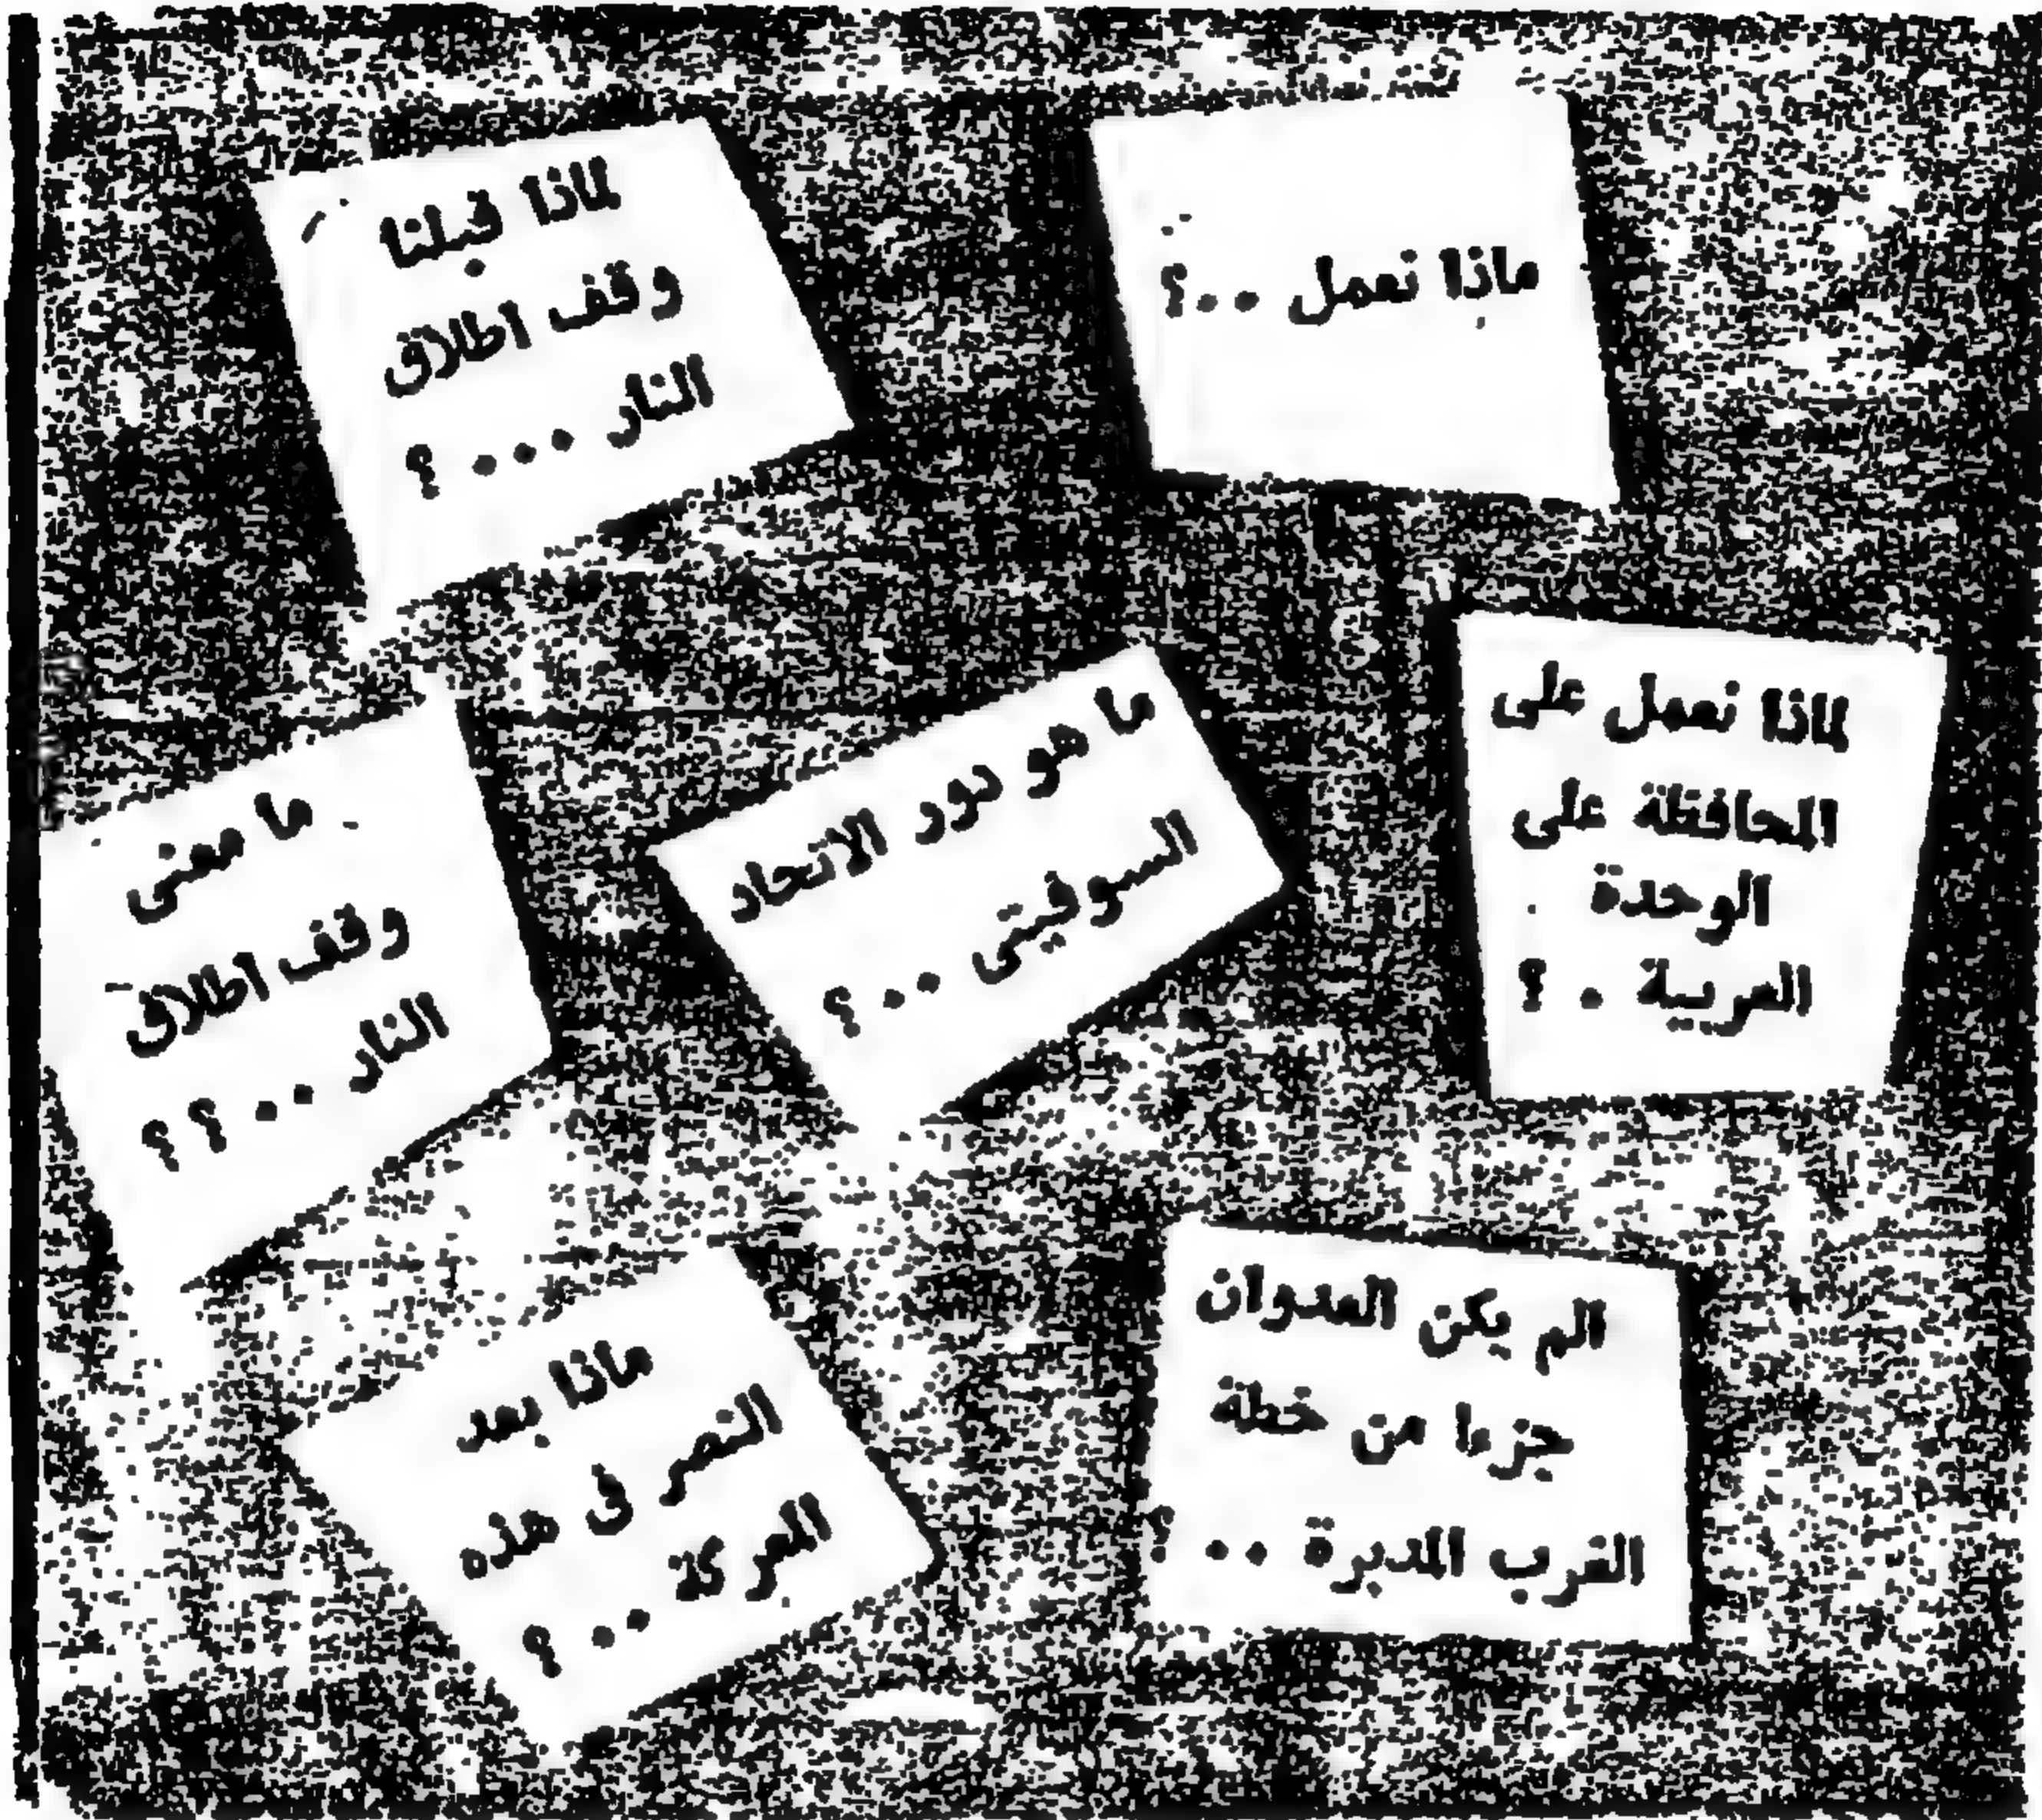 ماذا نعمل ..؟
لماذا قبلنا
وقف اطلاق
النار ... ؟
لماذا نعمل على
المحافظة على
الوحدة
العربية . ؟
ما هو دور الاتحاد
السوفيتى .. ؟
ما معنى
وقف اطلاق
النار .. ؟ ؟
الم يكن العدوان
جزءا من خطة
الغرب المدبرة .. ؟
ماذا بعد
النصر فى هذه
المعركة .. ؟